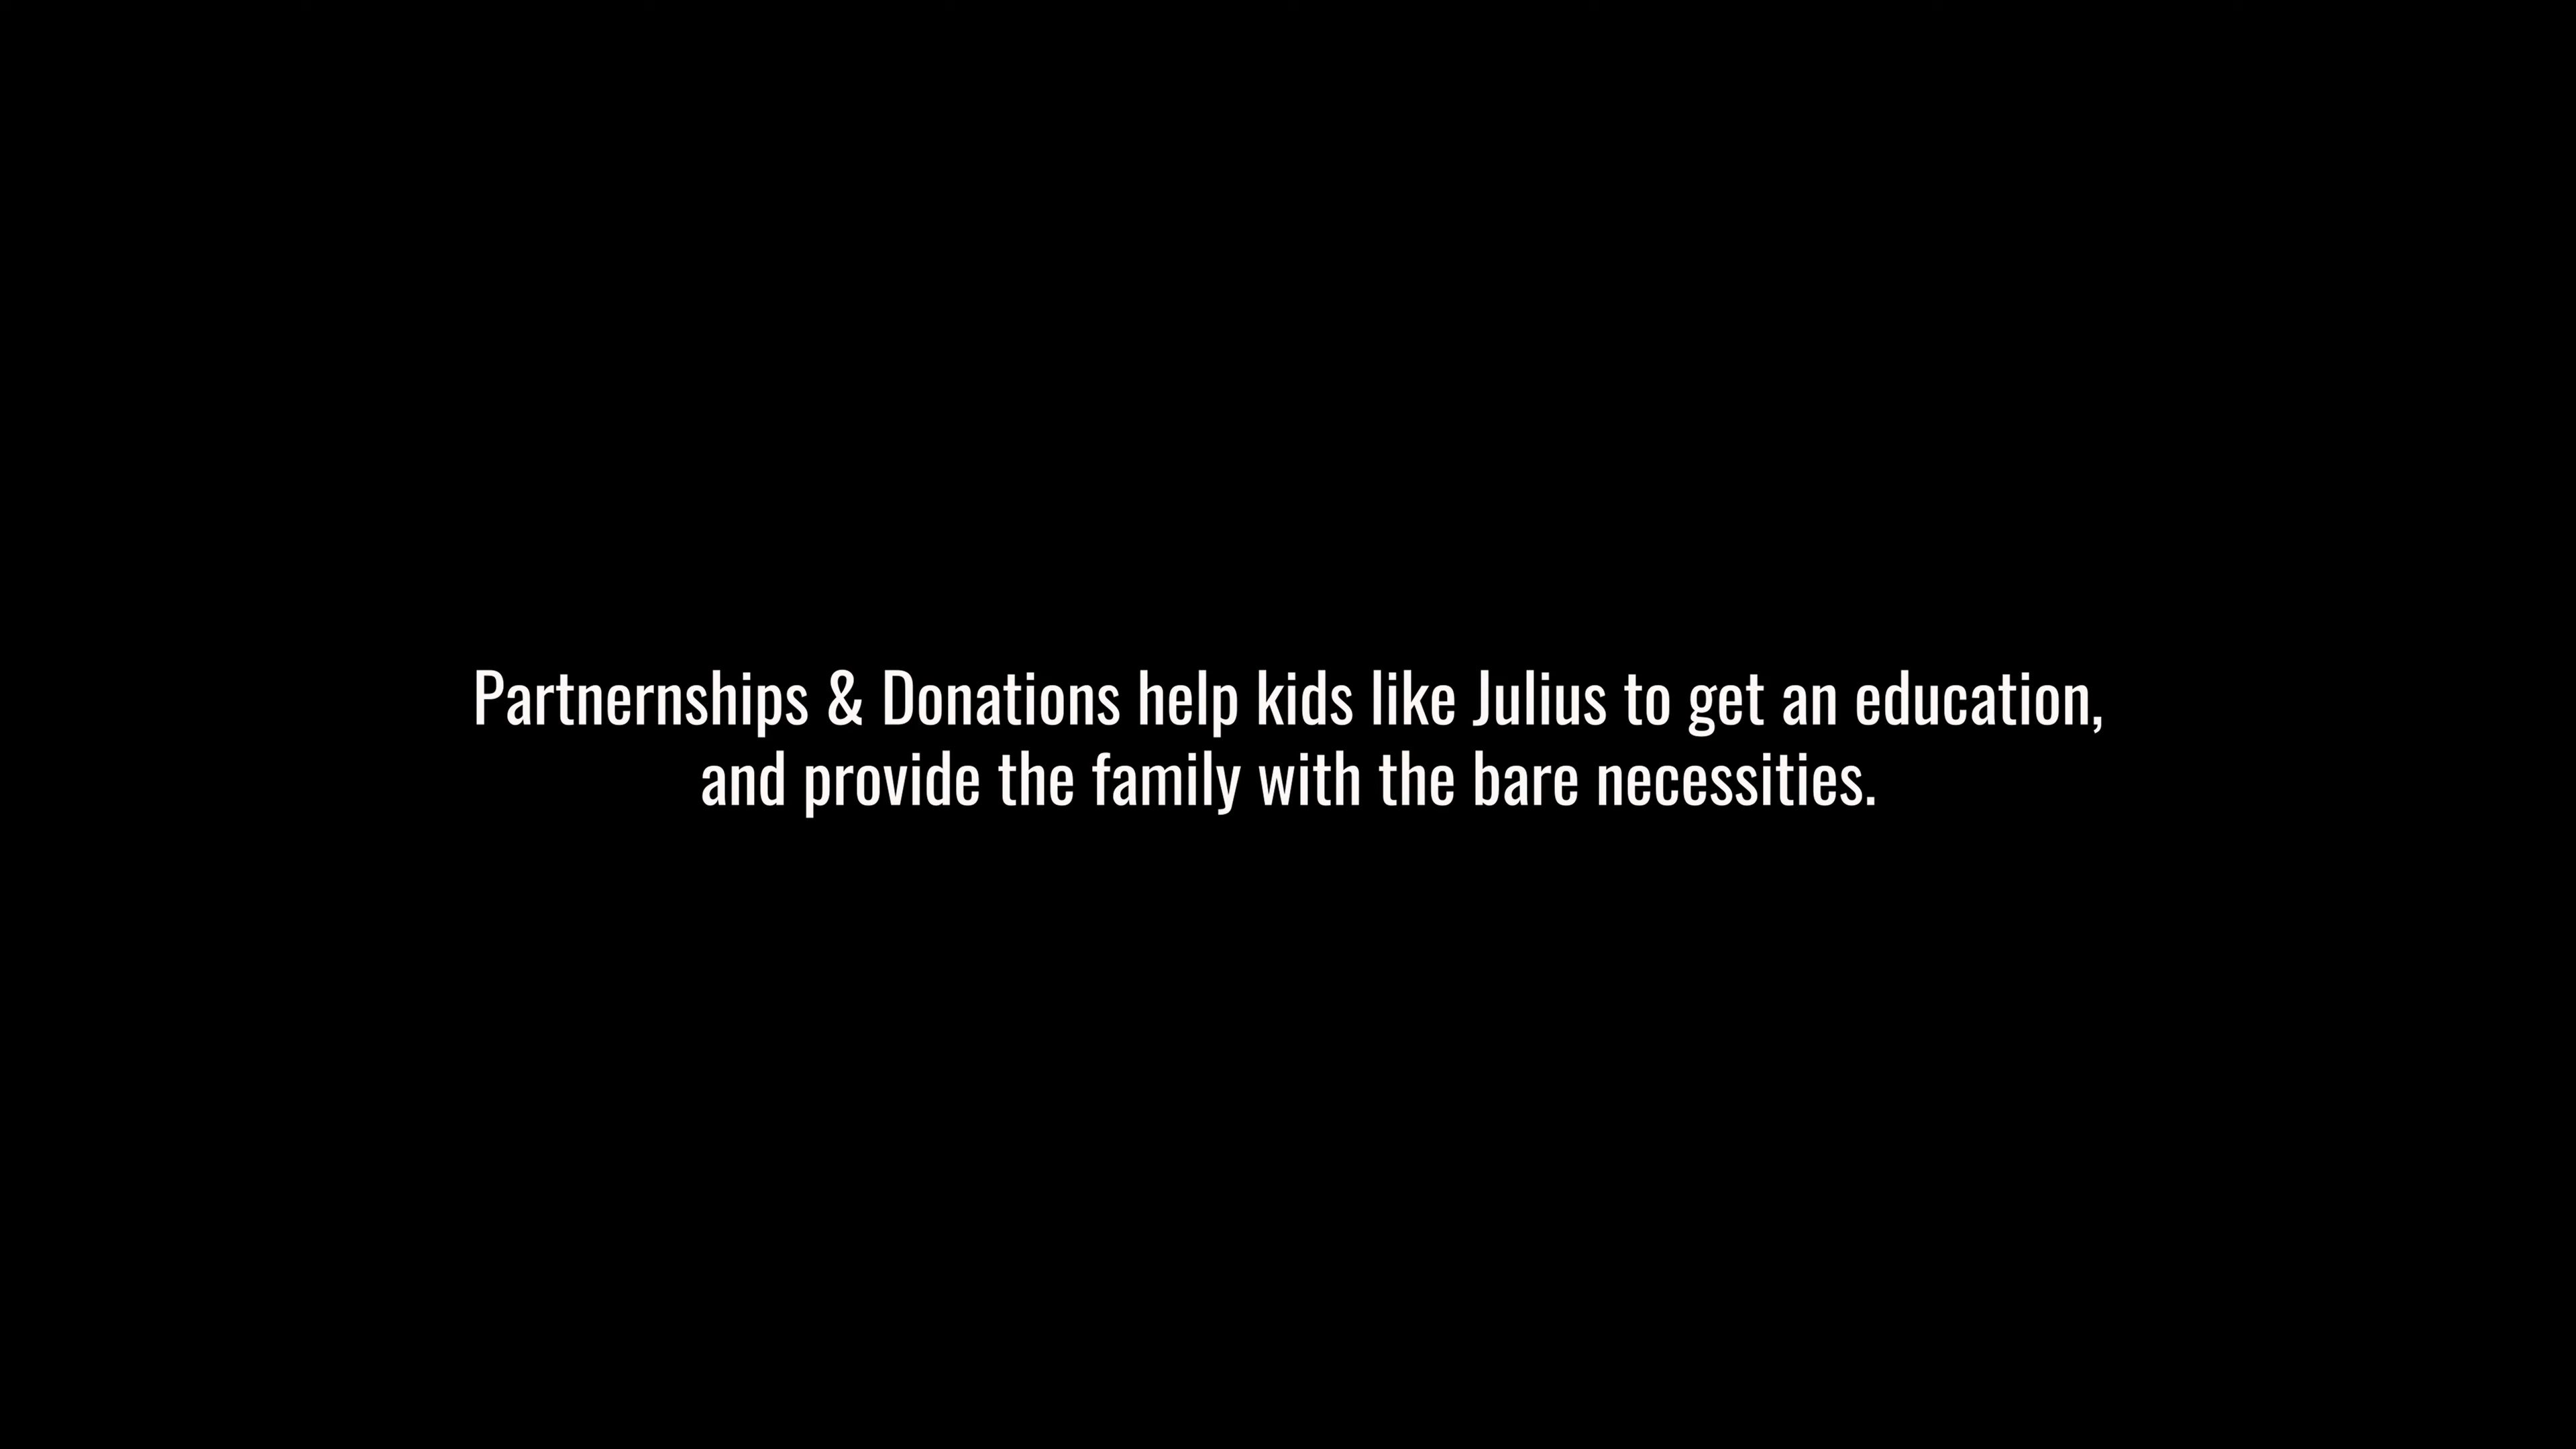 Partnernships & Donations help kids like Julius to get an education,
and provide the family with the bare necessities.